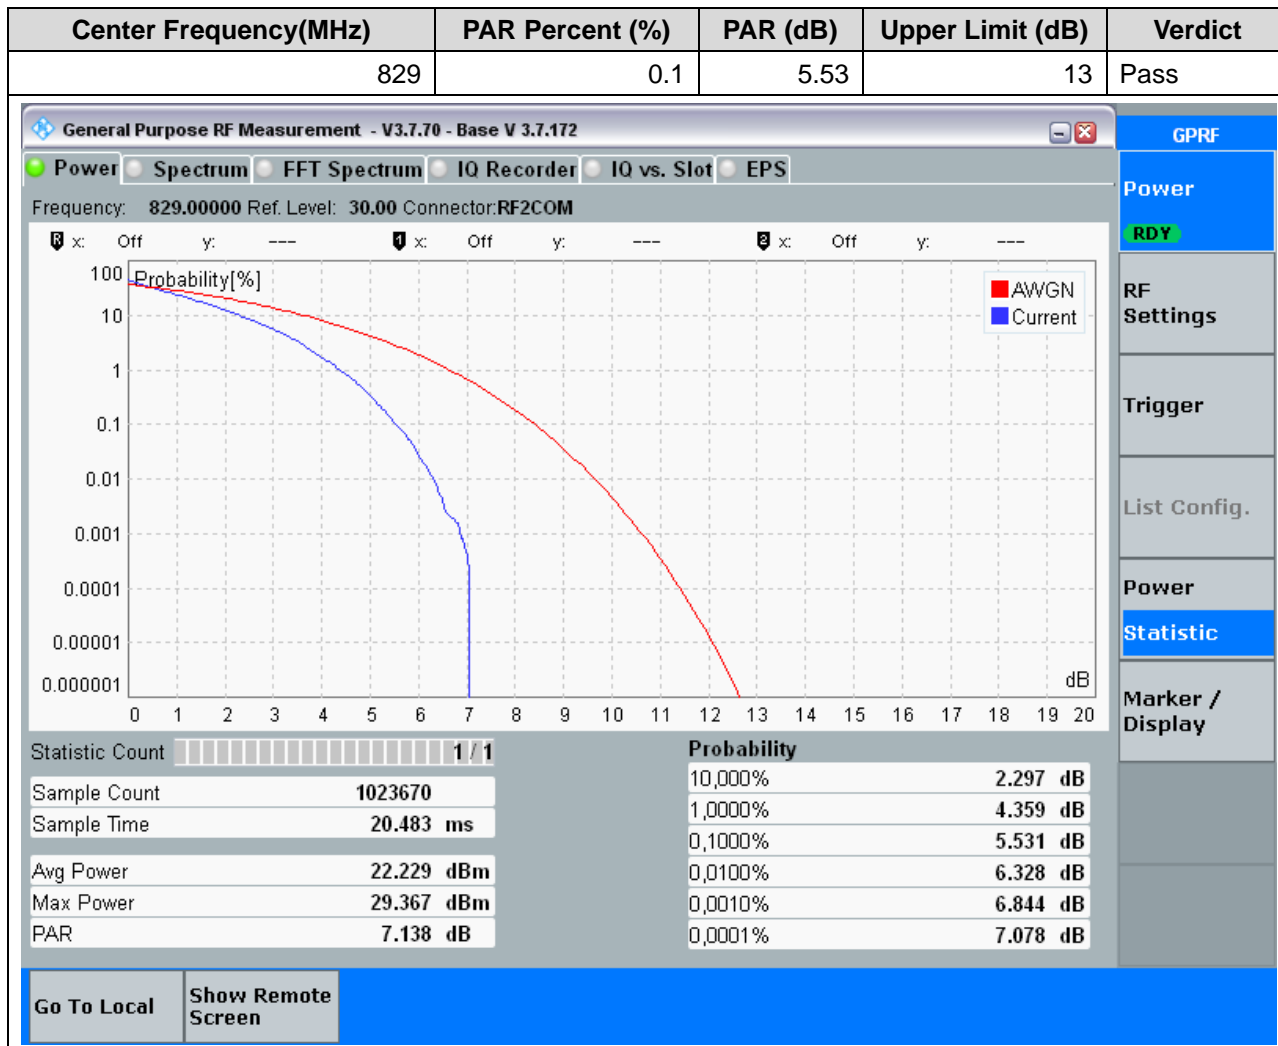 Center Frequency(MHz) PAR Percent (%) PAR (dB) Upper Limit (dB) Verdict
829 0.1 5.53 13 Pass
General Purpose RF Measurement - V3.7.70 - Base V 3.7.172
GPRF
Power Spectrum FFT Spectrum IQ Recorder IQ vs. Slot EPS
Frequency: 829.00000 Ref. Level: 30.00 Connector:RF2COM
Power
RDY
R x: Off y: --- 1 x: Off y: --- 2 x: Off y: ---
Probability[%]
100
10
1
0.1
0.01
0.001
0.0001
0.00001
0.000001
AWGN
Current
dB
0 1 2 3 4 5 6 7 8 9 10 11 12 13 14 15 16 17 18 19 20
RF
Settings
Trigger
List Config.
Power
Statistic
Marker /
Display
Statistic Count 1 / 1
Sample Count 1023670
Sample Time 20.483 ms
Avg Power 22.229 dBm
Max Power 29.367 dBm
PAR 7.138 dB
Probability
10,000% 2.297 dB
1,0000% 4.359 dB
0,1000% 5.531 dB
0,0100% 6.328 dB
0,0010% 6.844 dB
0,0001% 7.078 dB
Go To Local
Show Remote
Screen